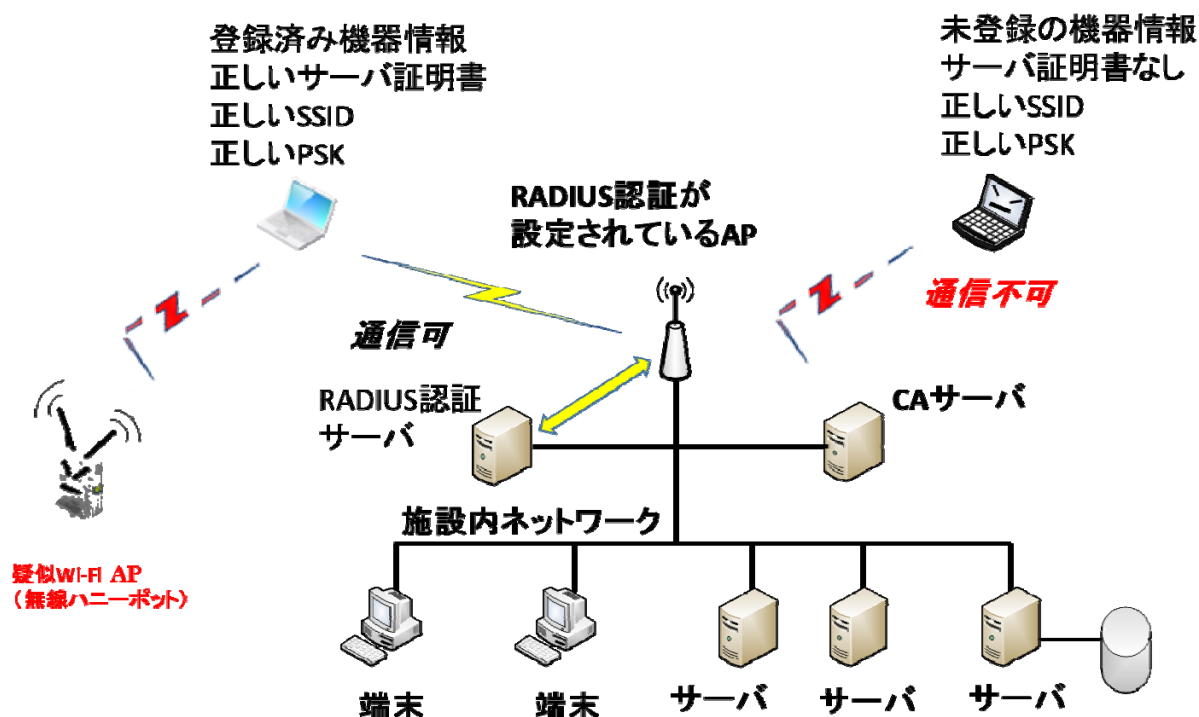 登録済み機器情報
正しいサーバ証明書
正しいSSID
正しいPSK
未登録の機器情報
サーバ証明書なし
正しいSSID
正しいPSK
RADIUS認証が
設定されているAP
通信不可
通信可
RADIUS認証
サーバ
CAサーバ
施設内ネットワーク
疑似Wi-Fi AP
（無線ハニーポット）
端末
端末
サーバ
サーバ
サーバ